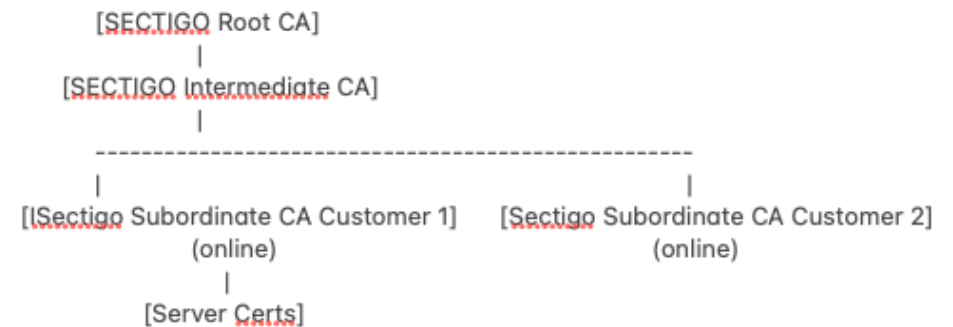 [SECTIGO Root CA]
|
[SECTIGO Intermediate CA]
|
----------------------------------------------------
| |
[lSectigo Subordinate CA Customer 1] [Sectigo Subordinate CA Customer 2]
(online) (online)
|
[Server Certs]